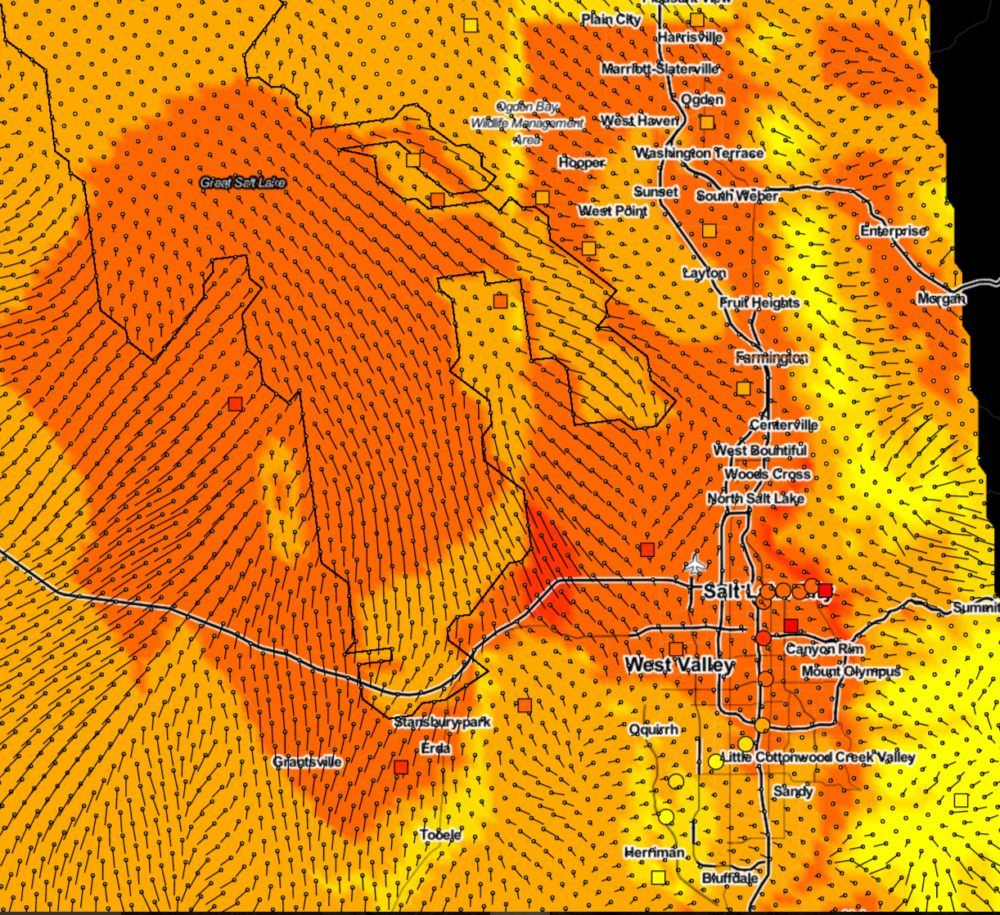 Pleasant View
Plain City
Harrisville
Marriott-Slaterville
Ogden
Ogden Bay
Wildlife Management
Area
West Haven
Washington Terrace
Hooper
Great Salt Lake
Sunset
South Weber
West Point
Enterprise
Layton
Morgan
Fruit Heights
Farmington
Centerville
West Bountiful
Woods Cross
North Salt Lake
Summit
Canyon Rim
West Valley
Mount Olympus
Stansbury park
Oquirrh
Erda
Grantsville
Little Cottonwood Creek Valley
Sandy
Tooele
Herriman
Bluffdale